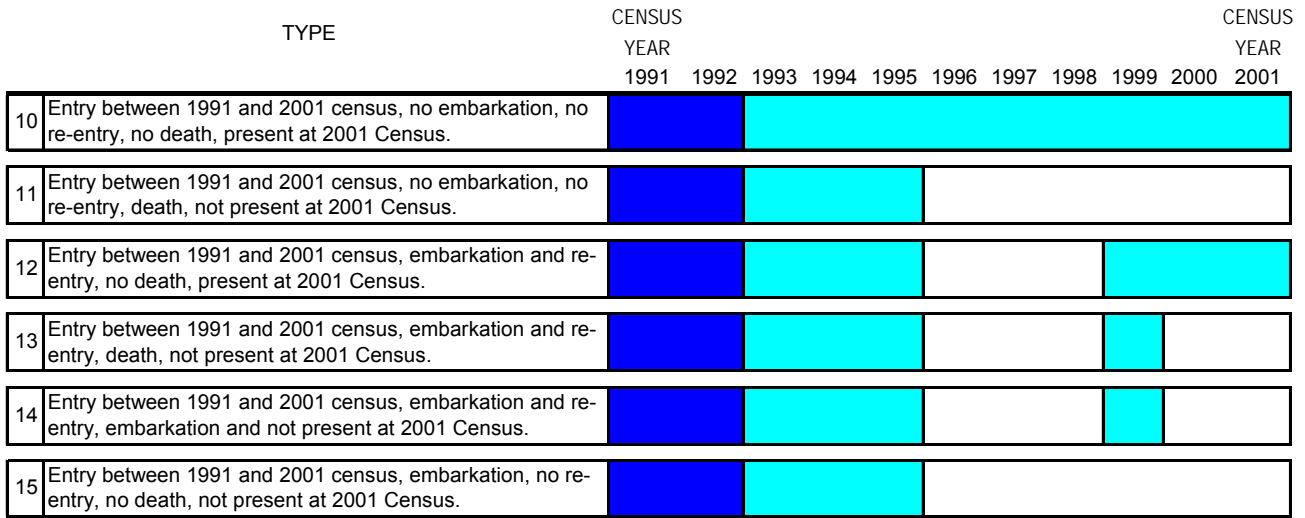 TYPE
CENSUS CENSUS
YEAR YEAR
1991 1992 1993 1994 1995 1996 1997 1998 1999 2000 2001
10 Entry between 1991 and 2001 census, no embarkation, no
re-entry, no death, present at 2001 Census.
11 Entry between 1991 and 2001 census, no embarkation, no
re-entry, death, not present at 2001 Census.
12 Entry between 1991 and 2001 census, embarkation and re-
entry, no death, present at 2001 Census.
13 Entry between 1991 and 2001 census, embarkation and re-
entry, death, not present at 2001 Census.
14 Entry between 1991 and 2001 census, embarkation and re-
entry, embarkation and not present at 2001 Census.
15 Entry between 1991 and 2001 census, embarkation, no re-
entry, no death, not present at 2001 Census.